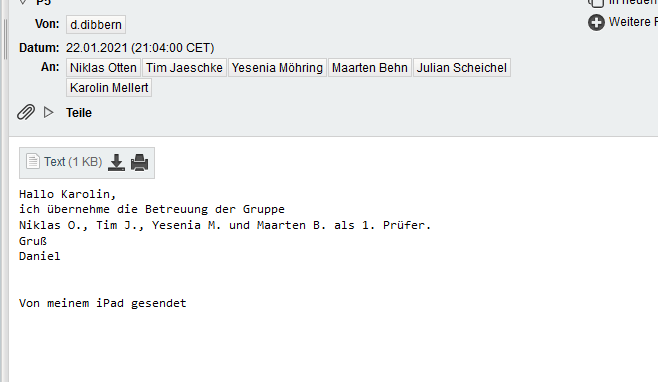 P5
In neuen
Von: d.dibbern
Weitere
Datum: 22.01.2021 (21:04:00 CET)
An: Niklas Otten Tim Jaeschke Yesenia Möhring Maarten Behn Julian Scheichel
Karolin Mellert
Teile
Text (1 KB)
Hallo Karolin,
ich übernehme die Betreuung der Gruppe
Niklas O., Tim J., Yesenia M. und Maarten B. als 1. Prüfer.
Gruß
Daniel
Von meinem iPad gesendet